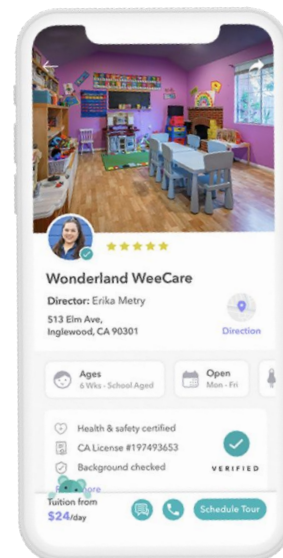 Wonderland WeeCare
Director: Erika Metry
513 Elm Ave,
Inglewood, CA 90301
Direction
Ages
6 Wks - School Aged
Open
Mon - Fri
Health & safety certified
CA License #197493653
Background checked
VERIFIED
more
Tuition from
$24/day
Schedule Tour